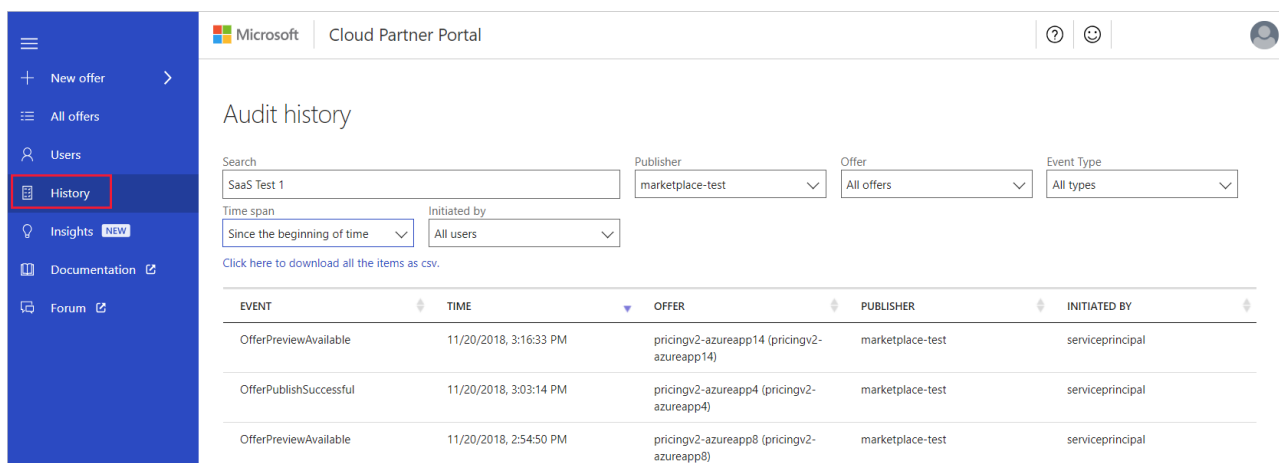 Microsoft Cloud Partner Portal
New offer
All offers
Users
History
Insights NEW
Documentation
Forum
Audit history
Search Publisher Offer Event Type
SaaS Test 1 marketplace-test All offers All types
Time span Initiated by
Since the beginning of time All users
Click here to download all the items as csv.
EVENT TIME OFFER PUBLISHER INITIATED BY
OfferPreviewAvailable 11/20/2018, 3:16:33 PM pricingv2-azureapp14 (pricingv2- marketplace-test serviceprincipal
azureapp14)
OfferPublishSuccessful 11/20/2018, 3:03:14 PM pricingv2-azureapp4 (pricingv2- marketplace-test serviceprincipal
azureapp4)
OfferPreviewAvailable 11/20/2018, 2:54:50 PM pricingv2-azureapp8 (pricingv2- marketplace-test serviceprincipal
azureapp8)